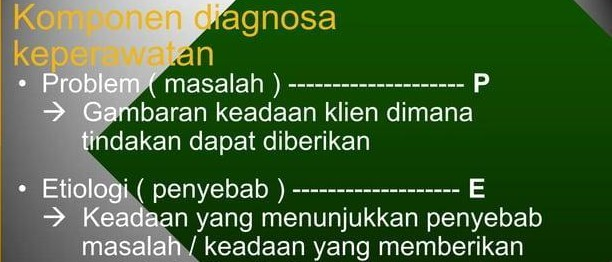 Komponen diagnosa
keperawatan
• Problem ( masalah ) -------------------- P
→ Gambaran keadaan klien dimana
tindakan dapat diberikan
• Etiologi ( penyebab ) ------------------- E
→ Keadaan yang menunjukkan penyebab
masalah / keadaan yang memberikan